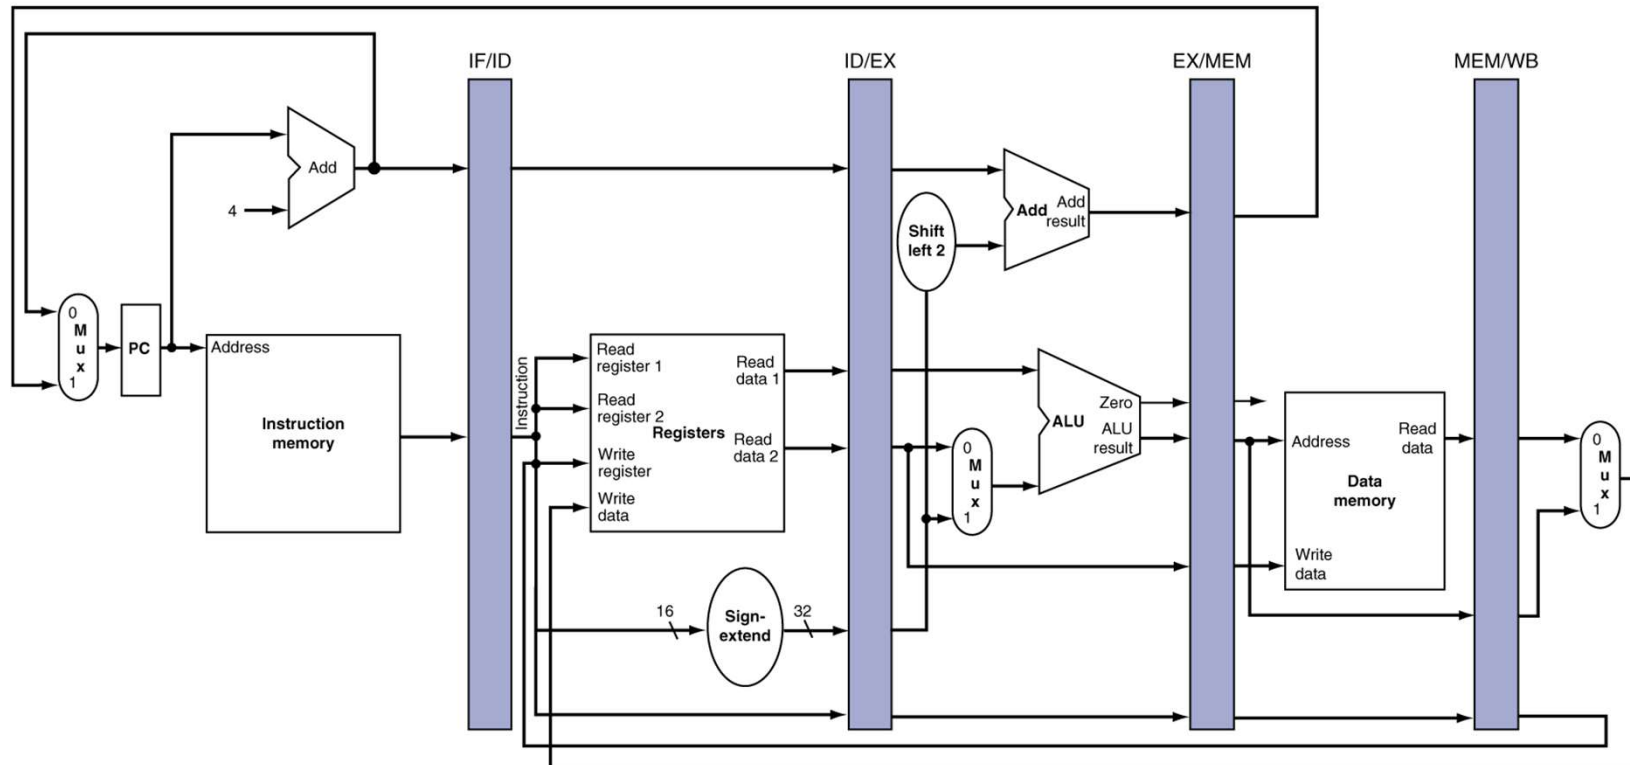 IF/ID
ID/EX
EX/MEM
MEM/WB
Add
4
0
M
u
x
1
PC
Address
Instruction
memory
Instruction
Read
register 1
Read
register 2
Write
register
Write
data
Registers
Read
data 1
Read
data 2
16
Sign-
extend
32
Shift
left 2
Add
Add
result
0
M
u
x
1
ALU
Zero
ALU
result
Address
Read
data
Data
memory
Write
data
0
M
u
x
1